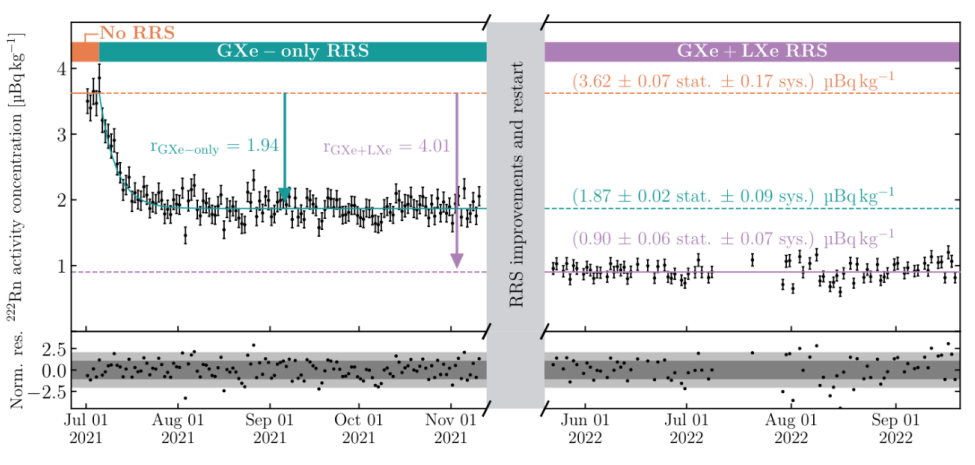 No RRS
GXe – only RRS
GXe + LXe RRS
²²²Rn activity concentration [µBq kg⁻¹]
4
3
2
1
(3.62 ± 0.07 stat. ± 0.17 sys.) µBq kg⁻¹
r_GXe−only = 1.94
r_GXe+LXe = 4.01
(1.87 ± 0.02 stat. ± 0.09 sys.) µBq kg⁻¹
(0.90 ± 0.06 stat. ± 0.07 sys.) µBq kg⁻¹
RRS improvements and restart
Norm. res.
2.5
0.0
−2.5
Jul 01
2021
Aug 01
2021
Sep 01
2021
Oct 01
2021
Nov 01
2021
Jun 01
2022
Jul 01
2022
Aug 01
2022
Sep 01
2022